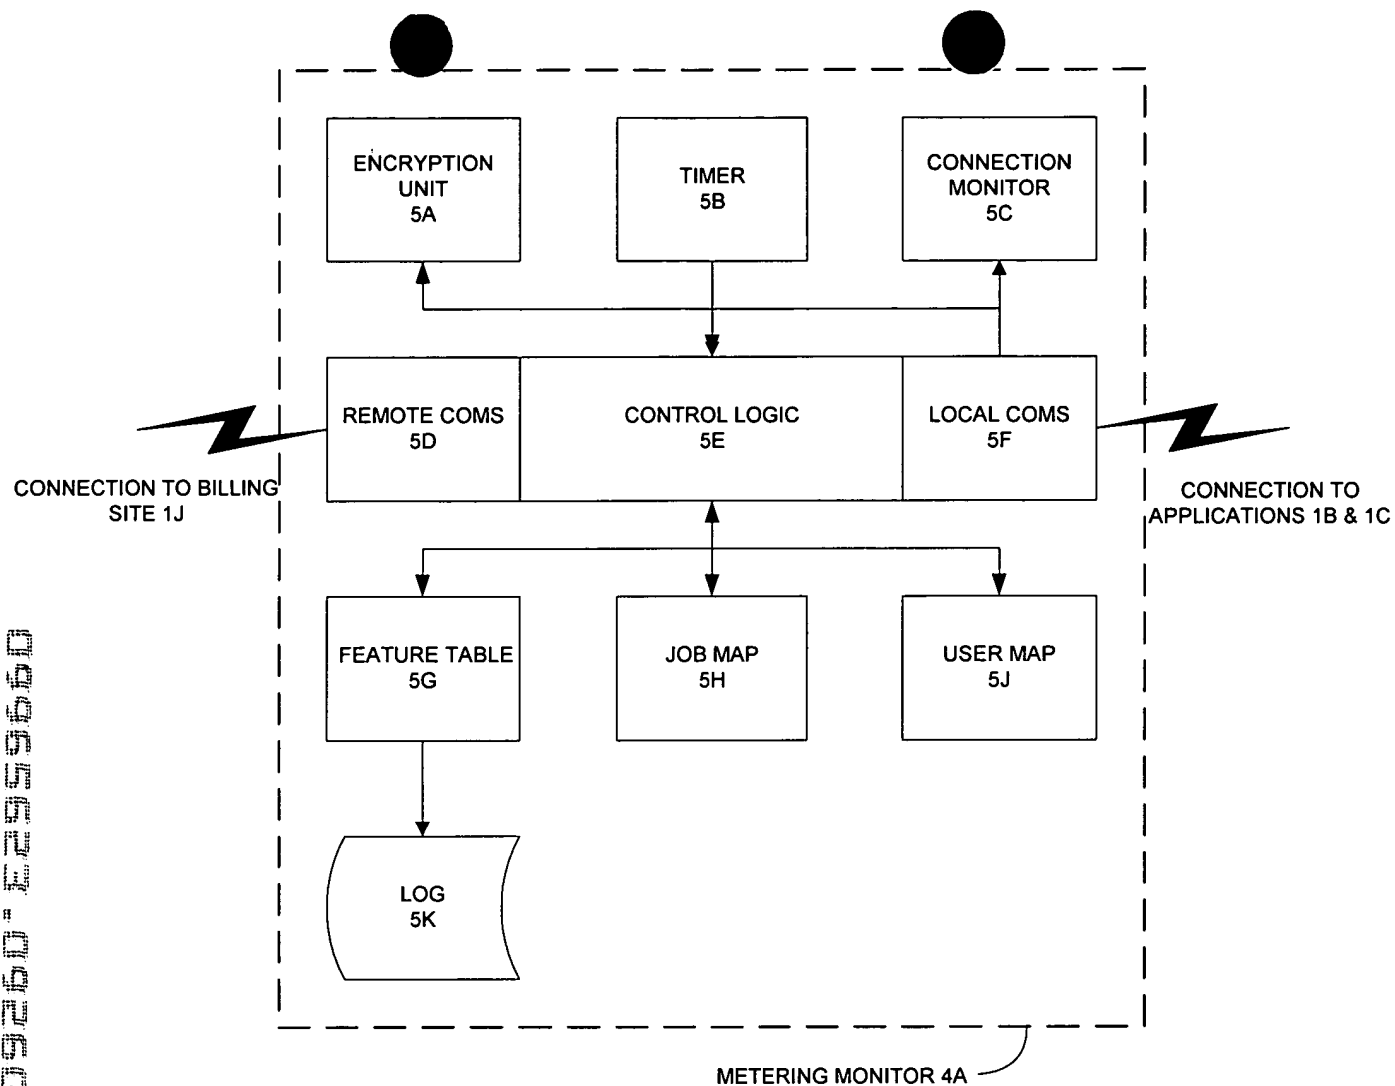 ENCRYPTION
UNIT
5A
TIMER
5B
CONNECTION
MONITOR
5C
REMOTE COMS
5D
CONTROL LOGIC
5E
LOCAL COMS
5F
CONNECTION TO BILLING
SITE 1J
CONNECTION TO
APPLICATIONS 1B & 1C
FEATURE TABLE
5G
JOB MAP
5H
USER MAP
5J
LOG
5K
METERING MONITOR 4A